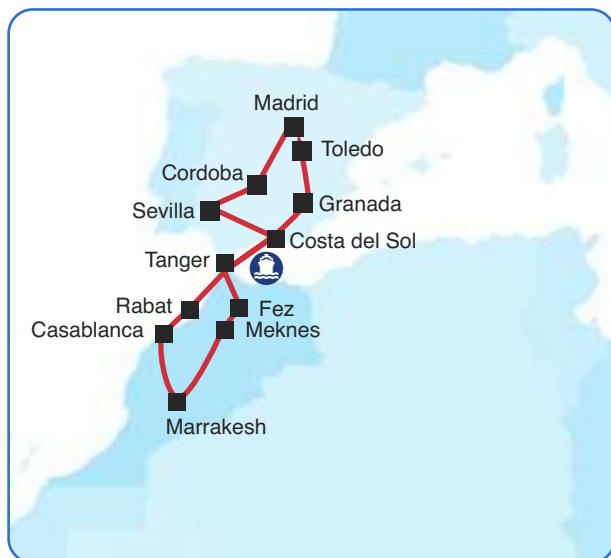 Madrid
Toledo
Cordoba
Granada
Sevilla
Costa del Sol
Tanger
Rabat
Fez
Casablanca
Meknes
Marrakesh